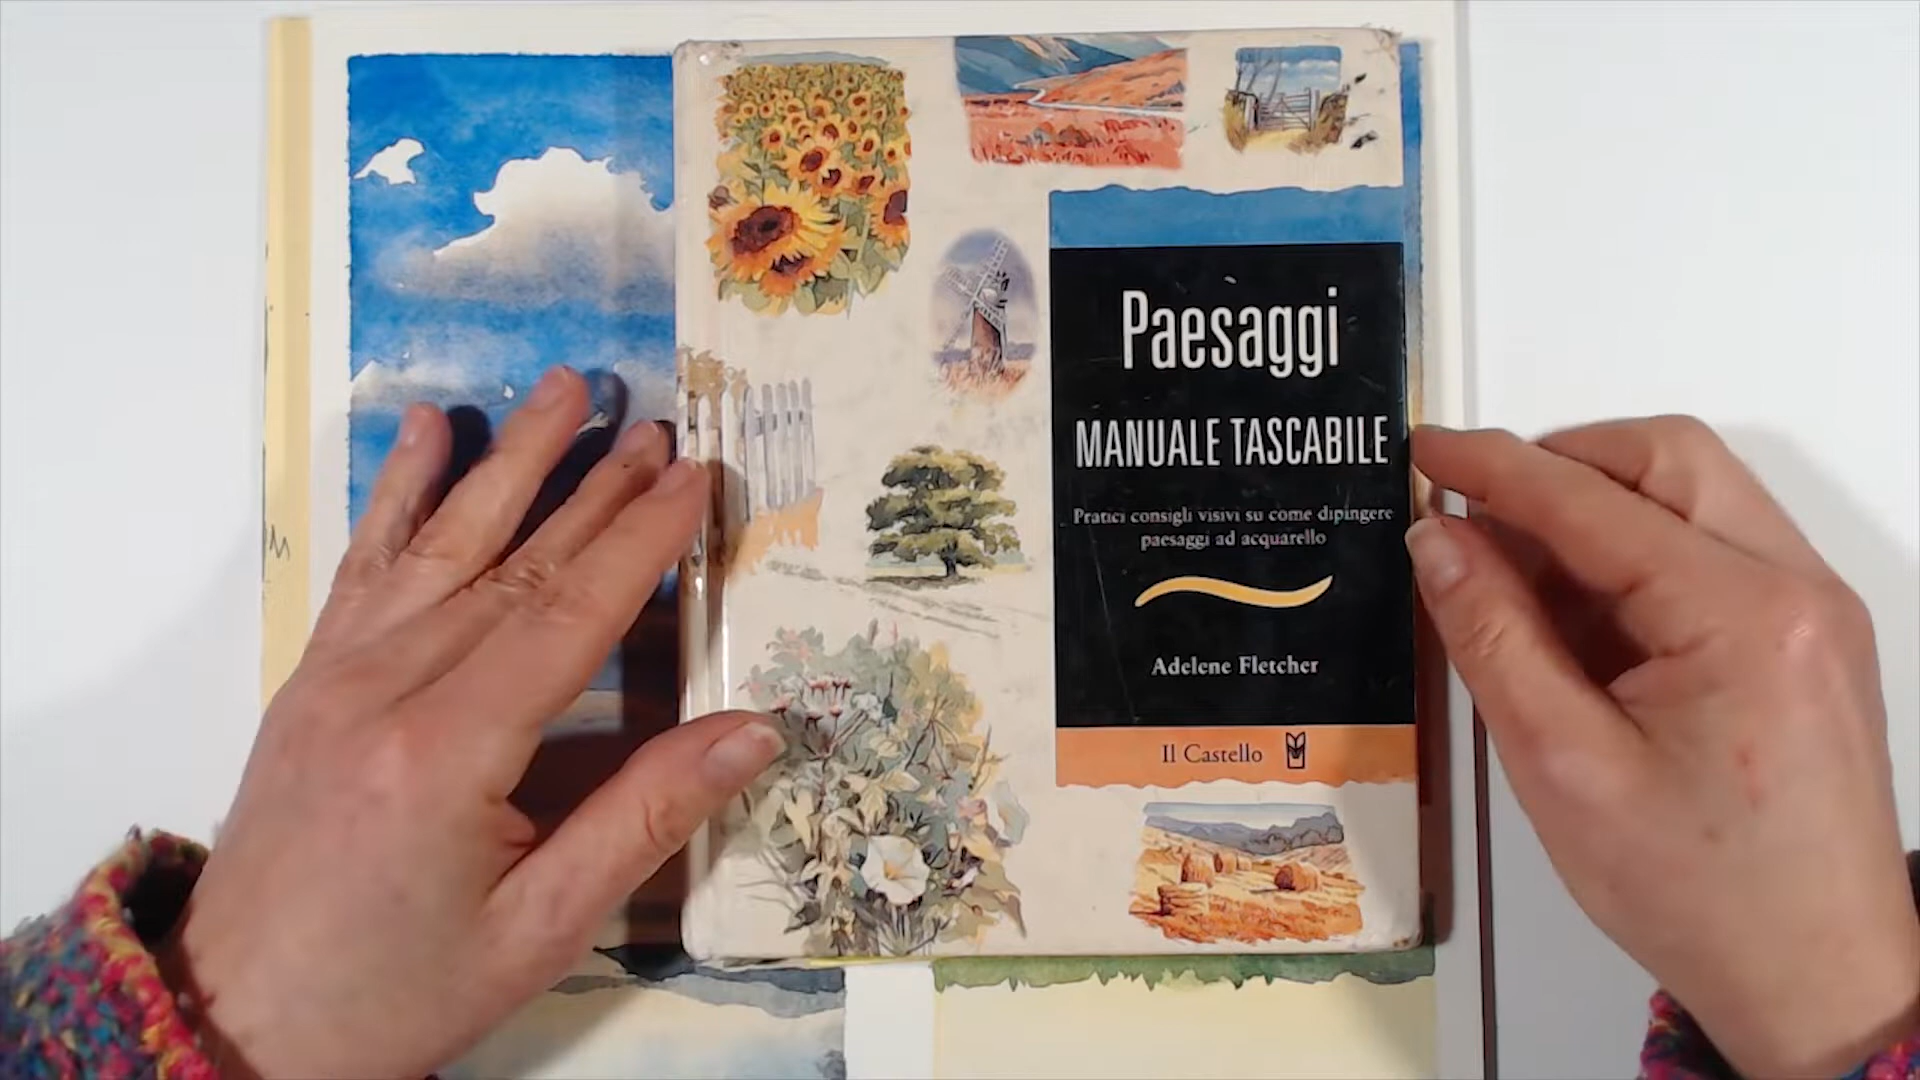 Paesaggi
MANUALE TASCABILE
Pratici consigli visivi su come dipingere
paesaggi ad acquarello
Adelene Fletcher
Il Castello